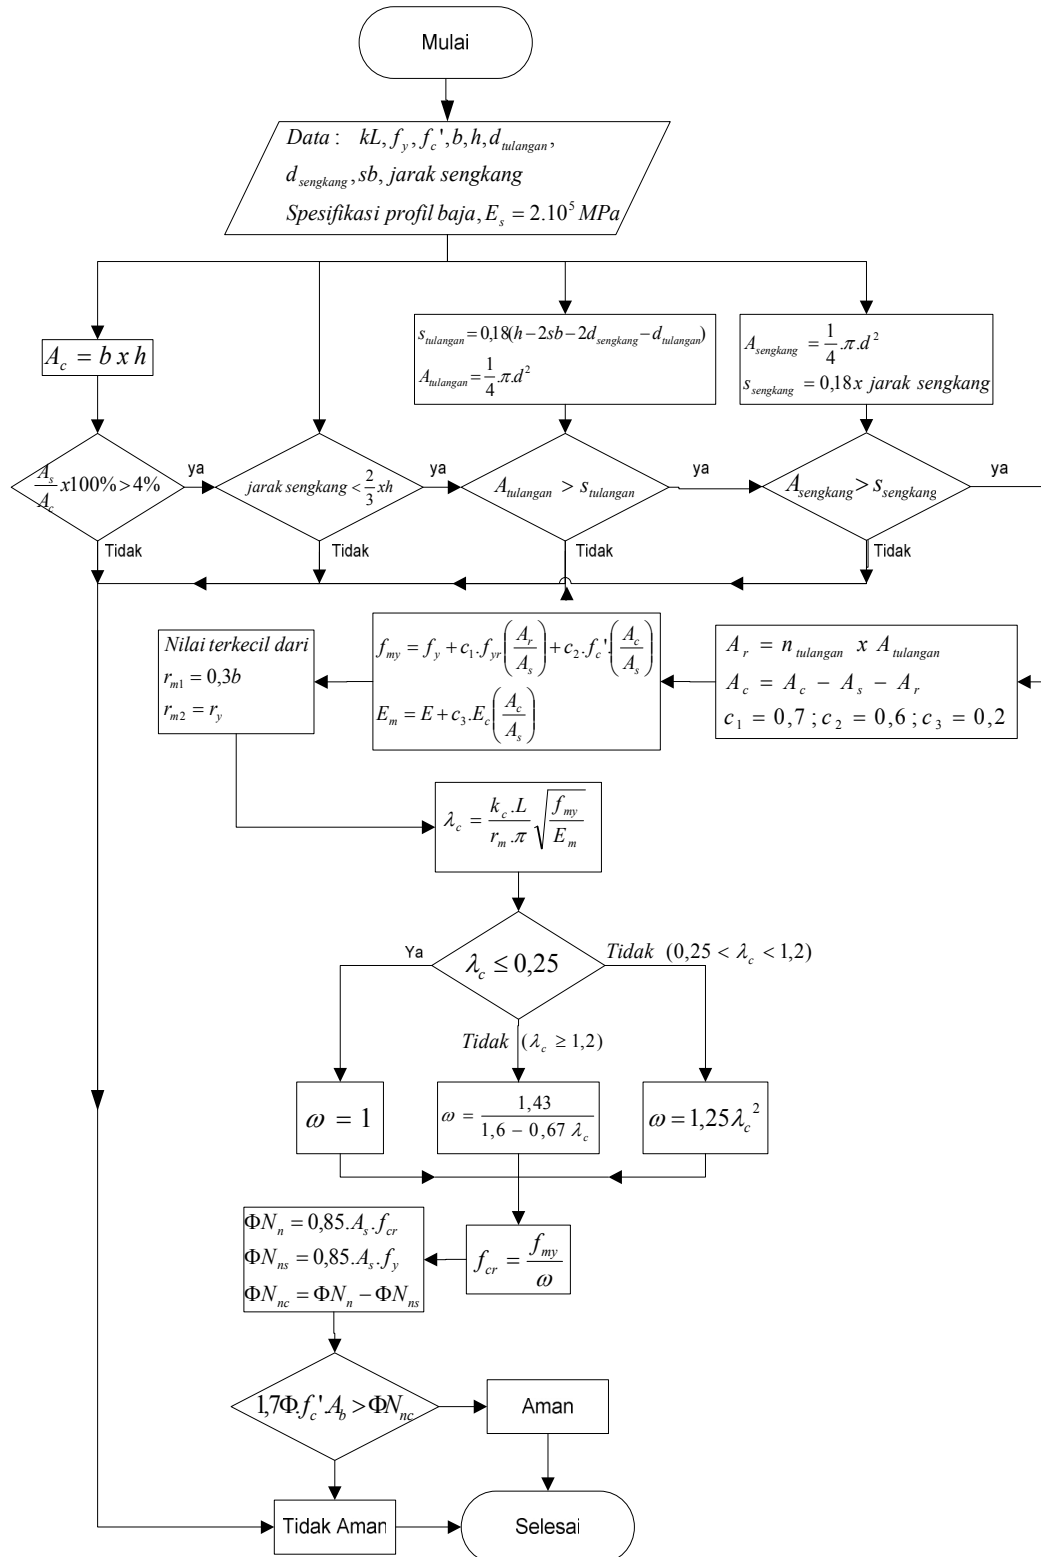 Mulai
Data : kL, f_y, f_c', b, h, d_tulangan,
d_sengkang, sb, jarak sengkang
Spesifikasi profil baja, E_s = 2.10^5 MPa
A_c = b x h
s_tulangan = 0,18(h − 2sb − 2d_sengkang − d_tulangan)
A_tulangan = 1/4 .π.d^2
A_sengkang = 1/4 .π.d^2
s_sengkang = 0,18x jarak sengkang
A_s/A_c x100% > 4%
ya
jarak sengkang < 2/3 xh
ya
A_tulangan > s_tulangan
ya
A_sengkang > s_sengkang
ya
Tidak
Tidak
Tidak
Tidak
Nilai terkecil dari
r_m1 = 0,3b
r_m2 = r_y
f_my = f_y + c_1.f_yr(A_r/A_s) + c_2.f_c'.(A_c/A_s)
E_m = E + c_3.E_c(A_c/A_s)
A_r = n_tulangan x A_tulangan
A_c = A_c − A_s − A_r
c_1 = 0,7 ; c_2 = 0,6 ; c_3 = 0,2
λ_c = k_c.L/r_m.π √(f_my/E_m)
Ya
λ_c ≤ 0,25
Tidak (0,25 < λ_c < 1,2)
Tidak (λ_c ≥ 1,2)
ω = 1
ω = 1,43/(1,6 − 0,67 λ_c)
ω = 1,25λ_c^2
ΦN_n = 0,85.A_s.f_cr
ΦN_ns = 0,85.A_s.f_y
ΦN_nc = ΦN_n − ΦN_ns
f_cr = f_my/ω
1,7Φ.f_c'.A_b > ΦN_nc
Aman
Tidak Aman
Selesai